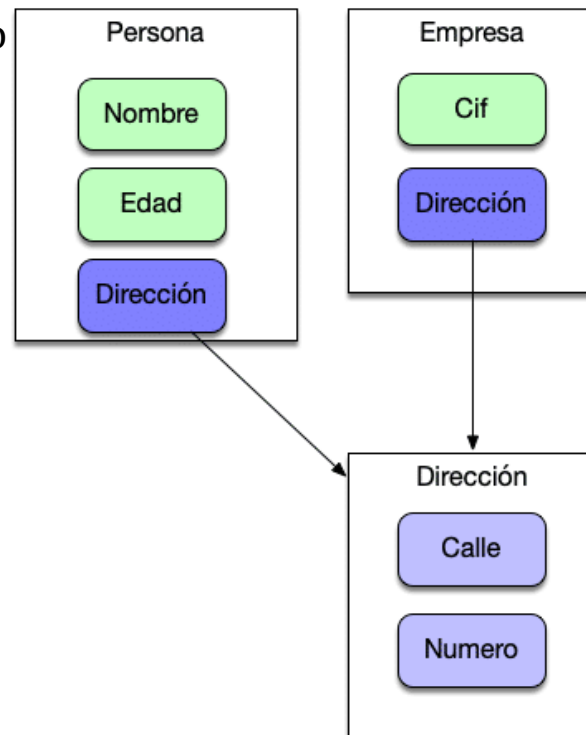 Persona
Nombre
Edad
Dirección
Empresa
Cif
Dirección
Dirección
Calle
Numero